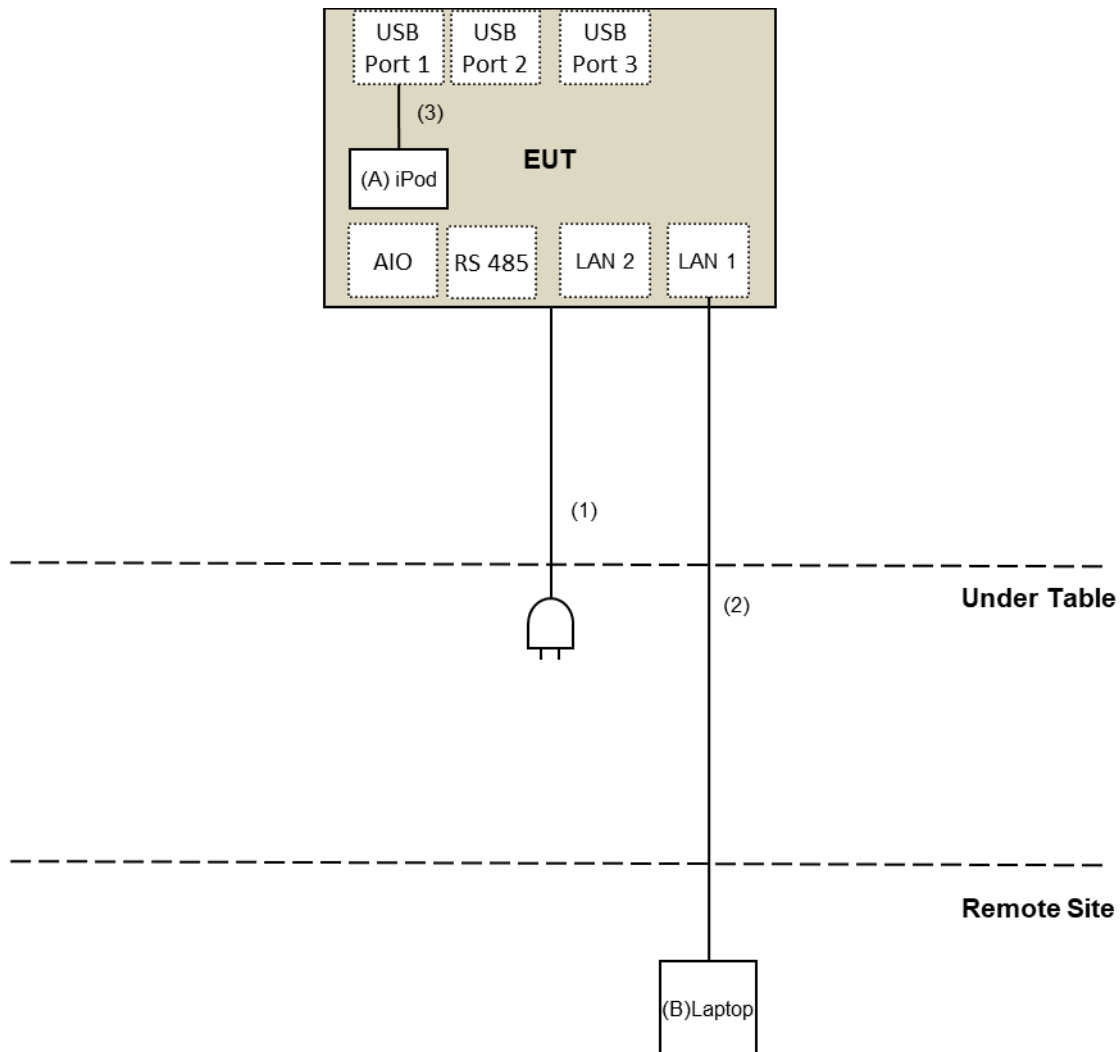 USB
Port 1
USB
Port 2
USB
Port 3
(3)
EUT
(A) iPod
AIO
RS 485
LAN 2
LAN 1
(1)
Under Table
(2)
Remote Site
(B)Laptop